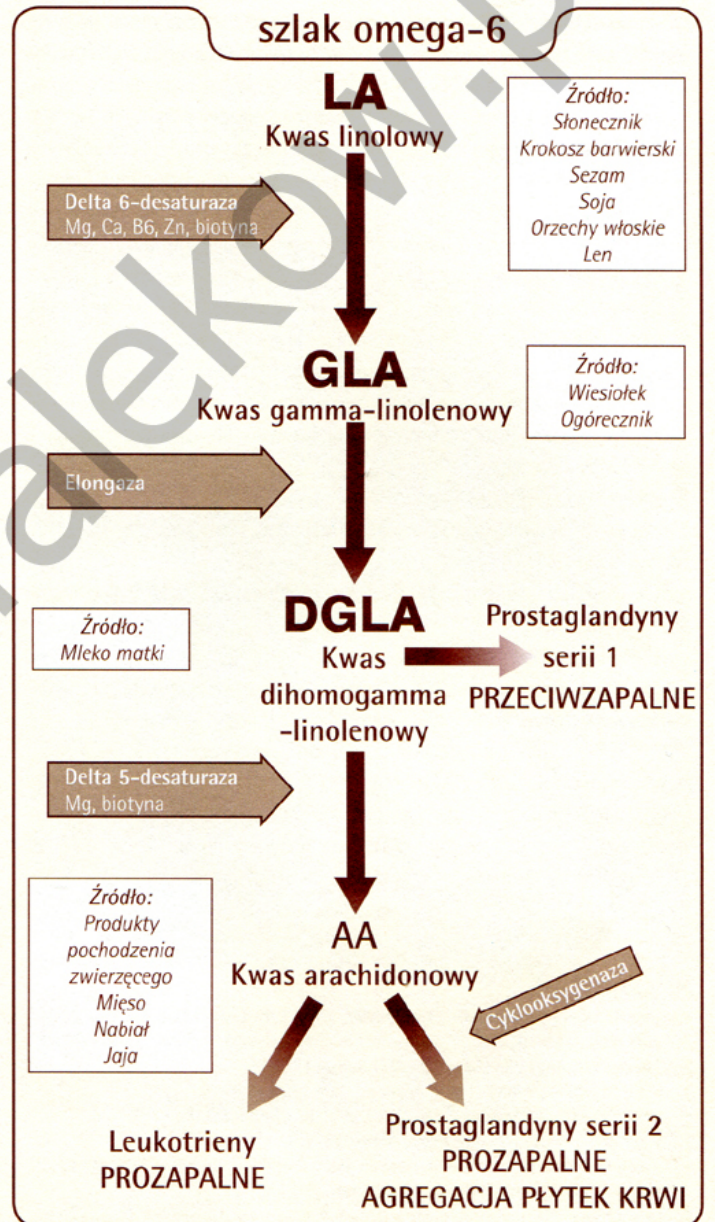 szlak omega-6
LA
Kwas linolowy
Źródło:
Słonecznik
Krokosz barwierski
Sezam
Soja
Orzechy włoskie
Len
Delta 6-desaturaza
Mg, Ca, B6, Zn, biotyna
GLA
Kwas gamma-linolenowy
Źródło:
Wiesiołek
Ogórecznik
Elongaza
DGLA
Kwas
dihomogamma
-linolenowy
Prostaglandyny
serii 1
PRZECIWZAPALNE
Źródło:
Mleko matki
Delta 5-desaturaza
Mg, biotyna
Źródło:
Produkty
pochodzenia
zwierzęcego
Mięso
Nabiał
Jaja
AA
Kwas arachidonowy
Cyklooksygenaza
Leukotrieny
PROZAPALNE
Prostaglandyny serii 2
PROZAPALNE
AGREGACJA PŁYTEK KRWI
alekow.p